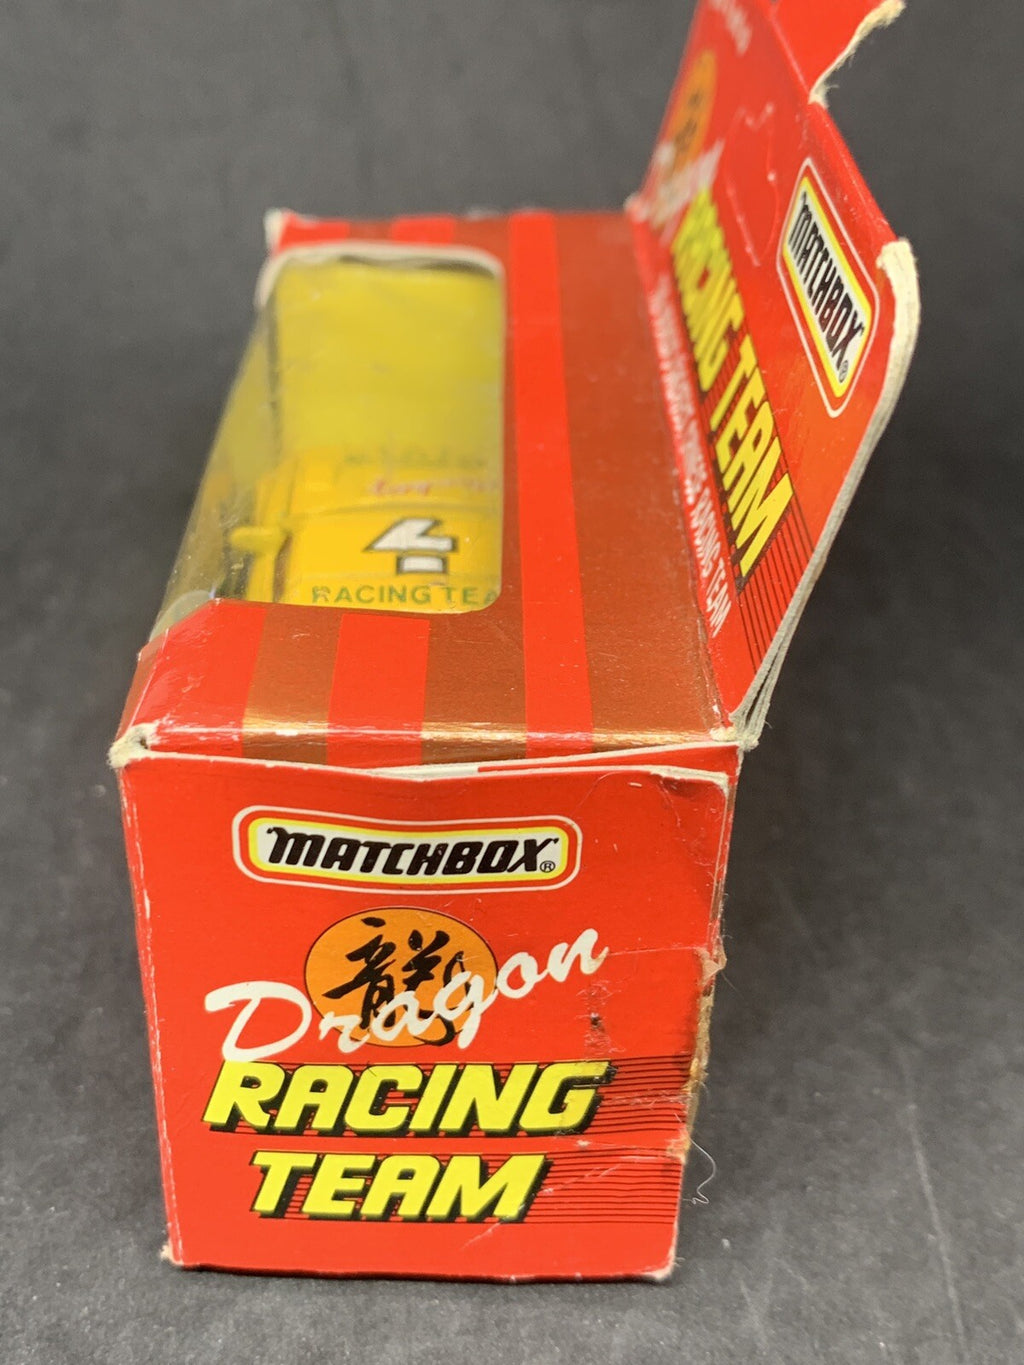 MATCHBOX®
RACING TEAM
4
RACING TEA
MATCHBOX®
龍
Dragon
RACING
TEAM